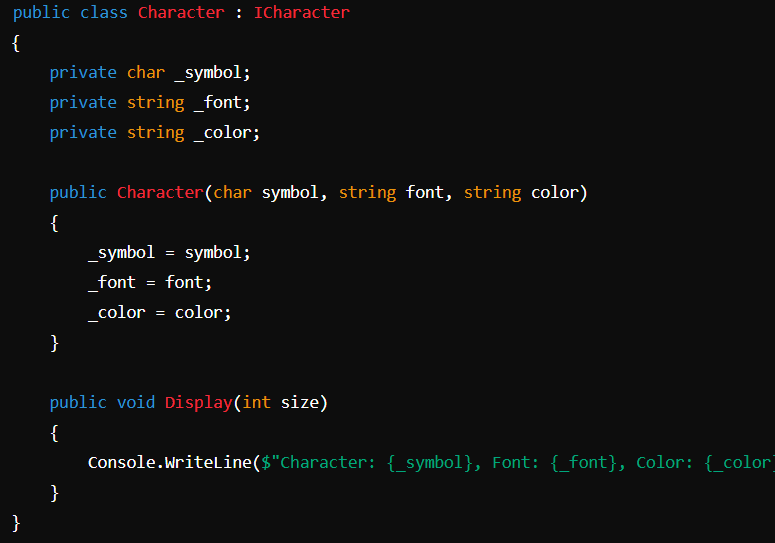 public class Character : ICharacter
{
    private char _symbol;
    private string _font;
    private string _color;

    public Character(char symbol, string font, string color)
    {
        _symbol = symbol;
        _font = font;
        _color = color;
    }

    public void Display(int size)
    {
        Console.WriteLine($"Character: {_symbol}, Font: {_font}, Color: {_color}
    }
}